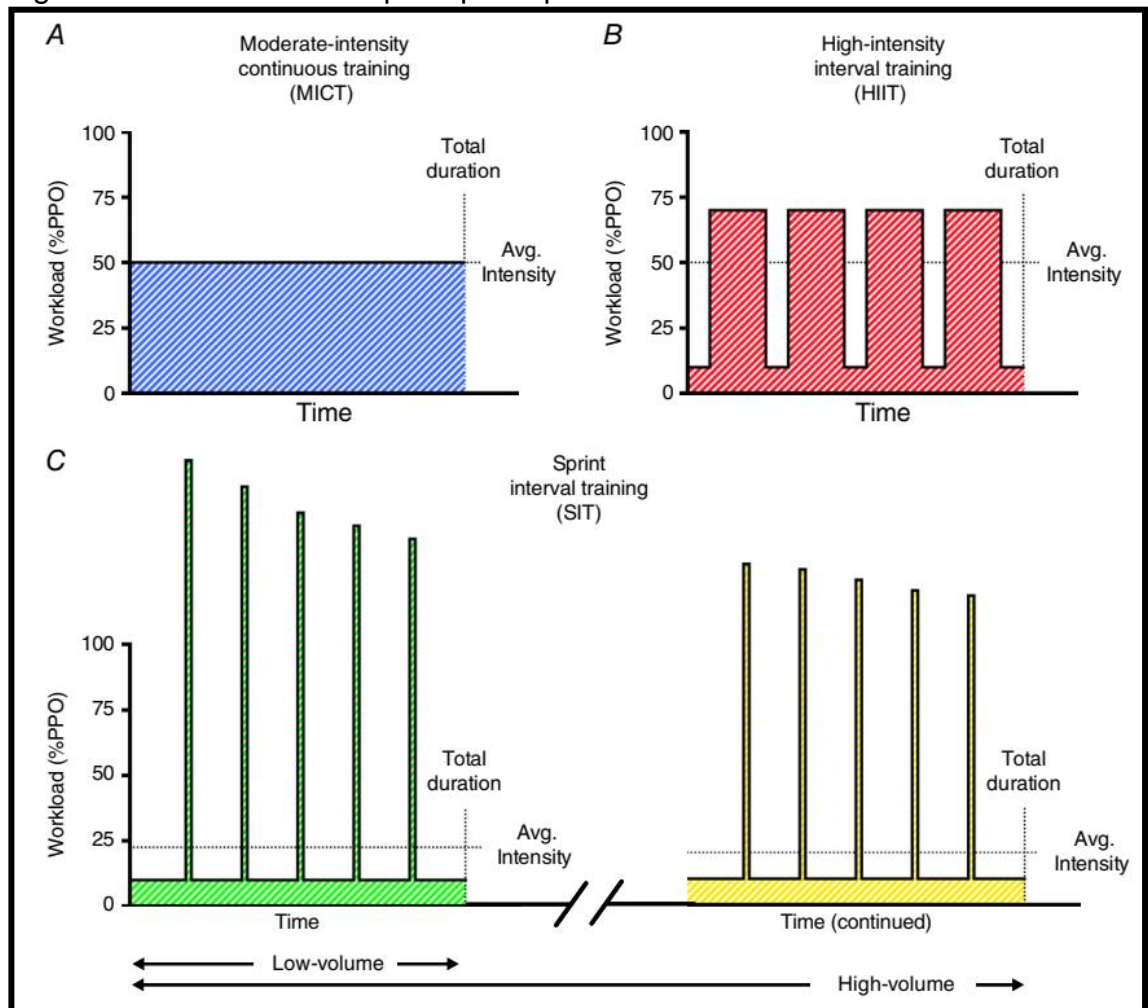 A
Moderate-intensity
continuous training
(MICT)
100
75
50
25
0
Workload (%PPO)
Total
duration
Avg.
Intensity
Time
B
High-intensity
interval training
(HIIT)
100
75
50
25
0
Workload (%PPO)
Total
duration
Avg.
Intensity
Time
C
Sprint
interval training
(SIT)
100
75
50
25
0
Workload (%PPO)
Total
duration
Avg.
Intensity
Time
Total
duration
Avg.
Intensity
Time (continued)
Low-volume
High-volume